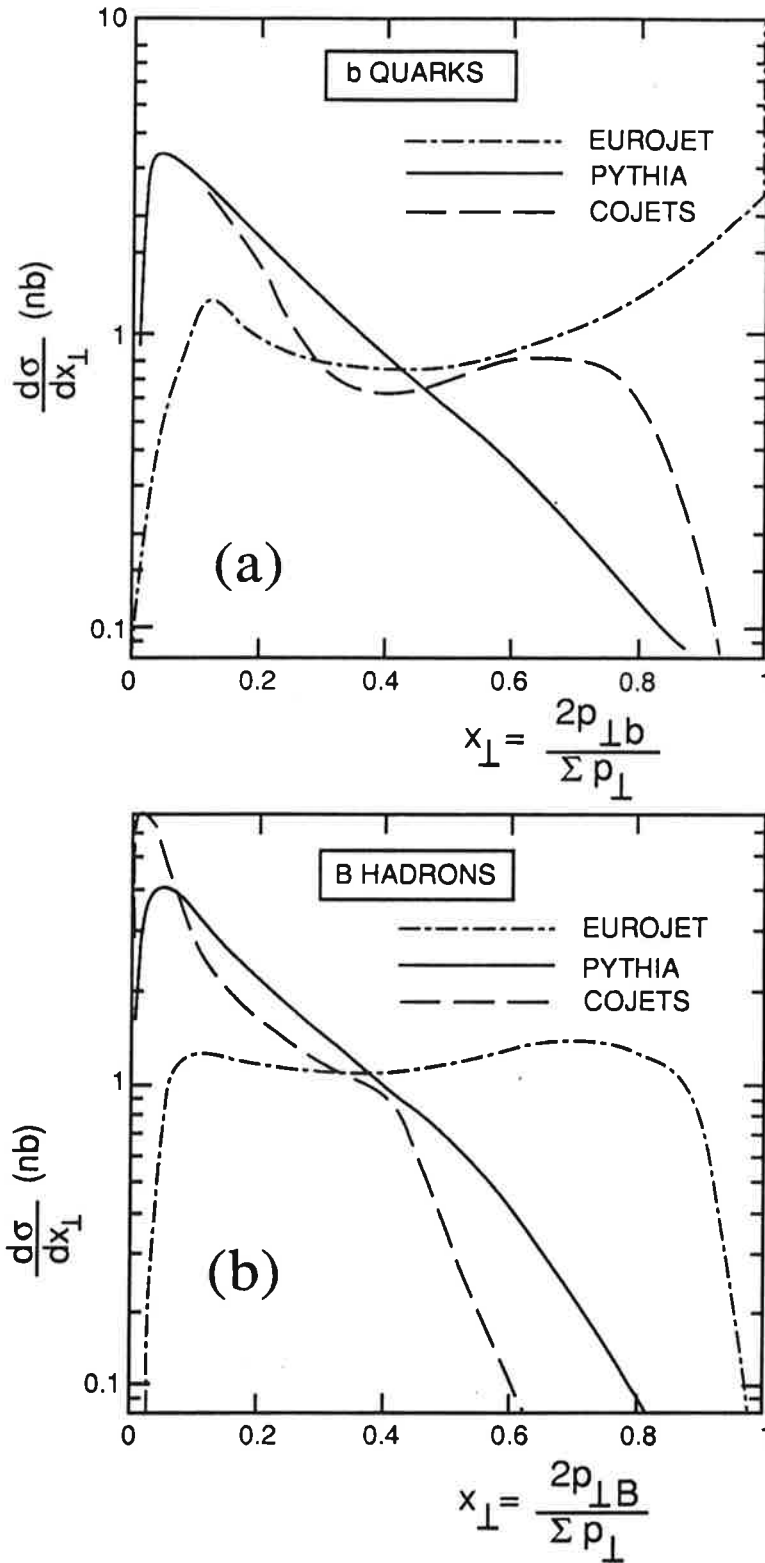 10
b QUARKS
EUROJET
PYTHIA
COJETS
dσ/dx⊥ (nb)
1
(a)
0.1
0 0.2 0.4 0.6 0.8 1
x⊥ = 2p⊥b / Σ p⊥
B HADRONS
EUROJET
PYTHIA
COJETS
1
dσ/dx⊥ (nb)
(b)
0.1
0 0.2 0.4 0.6 0.8 1
x⊥ = 2p⊥B / Σ p⊥